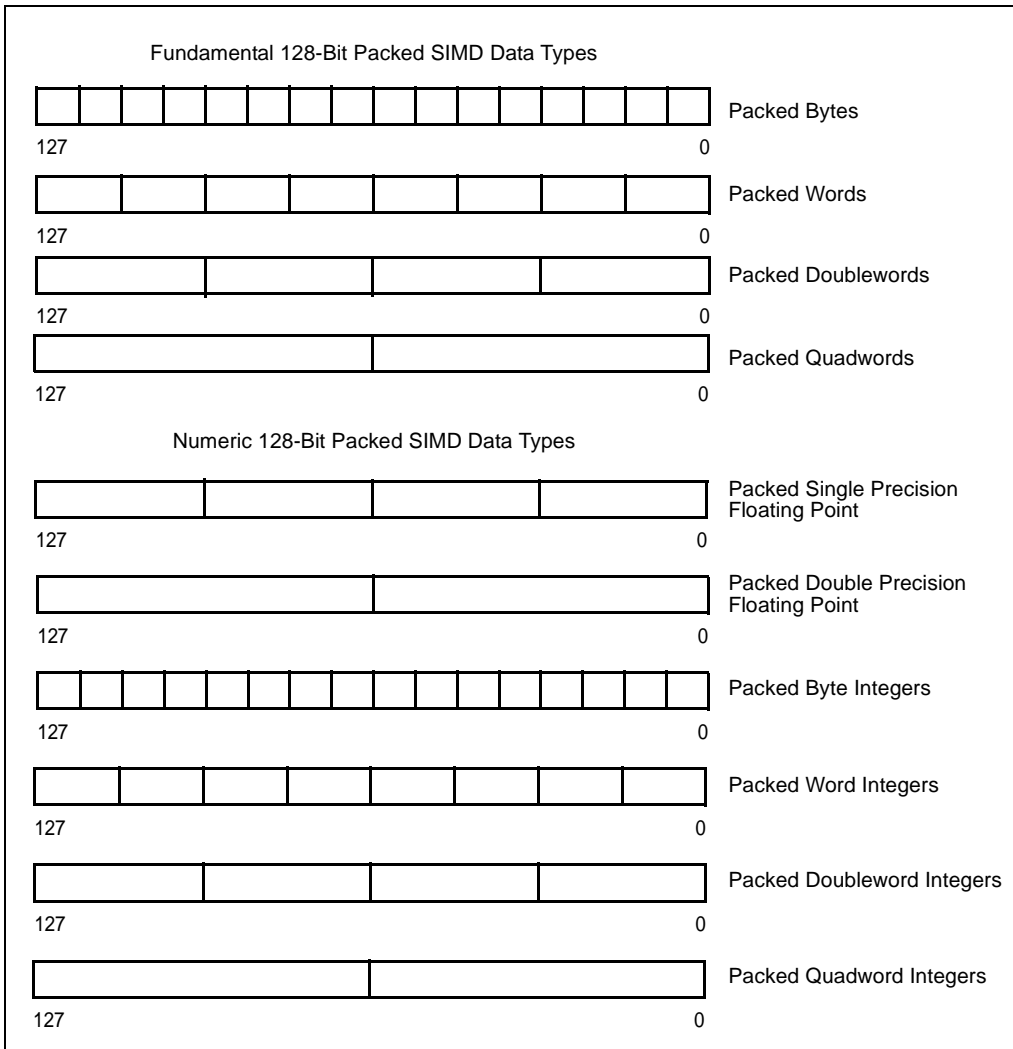 Fundamental 128-Bit Packed SIMD Data Types
Packed Bytes
127 0
Packed Words
127 0
Packed Doublewords
127 0
Packed Quadwords
127 0
Numeric 128-Bit Packed SIMD Data Types
Packed Single Precision
Floating Point
127 0
Packed Double Precision
Floating Point
127 0
Packed Byte Integers
127 0
Packed Word Integers
127 0
Packed Doubleword Integers
127 0
Packed Quadword Integers
127 0